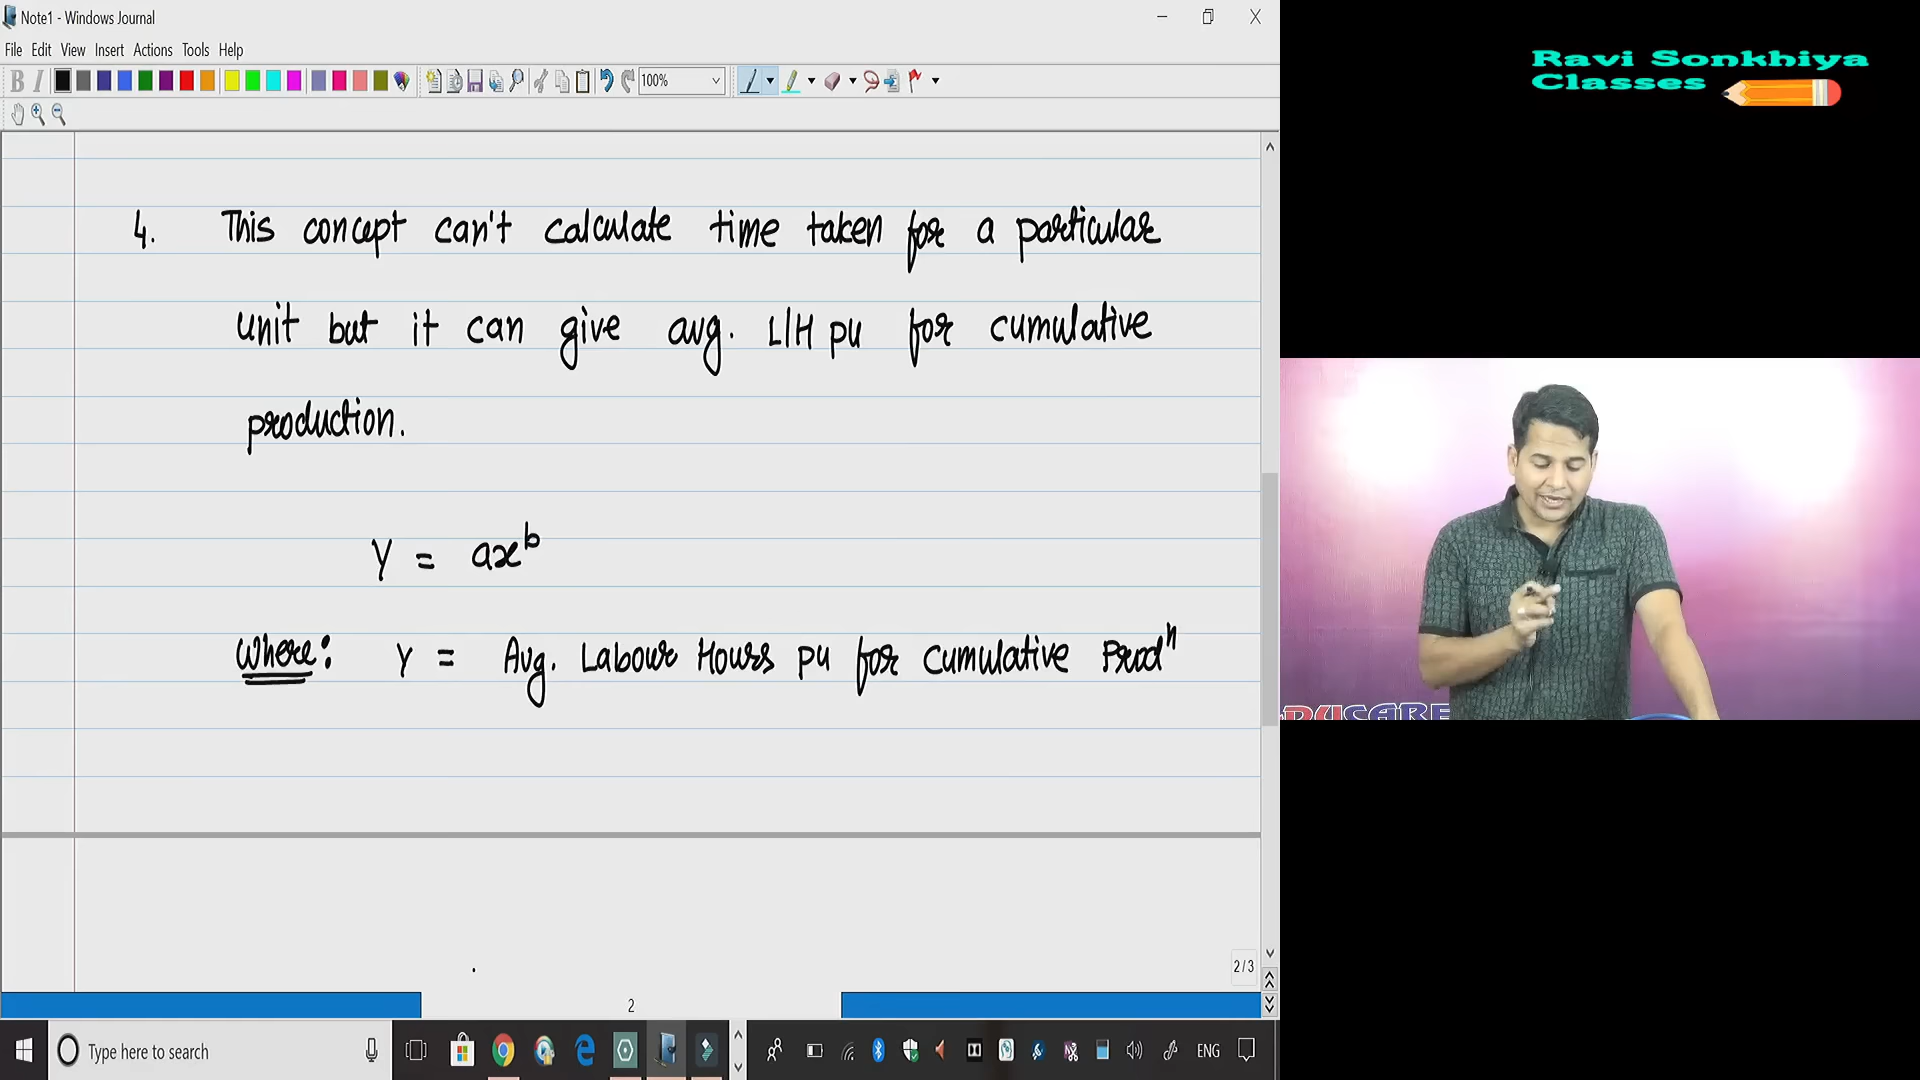 Note1 - Windows Journal
File Edit View Insert Actions Tools Help
B I
100%
Ravi Sonkhiya
Classes
4. This concept can't calculate time taken for a particular
unit but it can give avg. L/H pu for cumulative
production.
Y = ax^b
Where: Y = Avg. Labour Hours pu for cumulative Prod^n
2/3
2
Type here to search
ENG